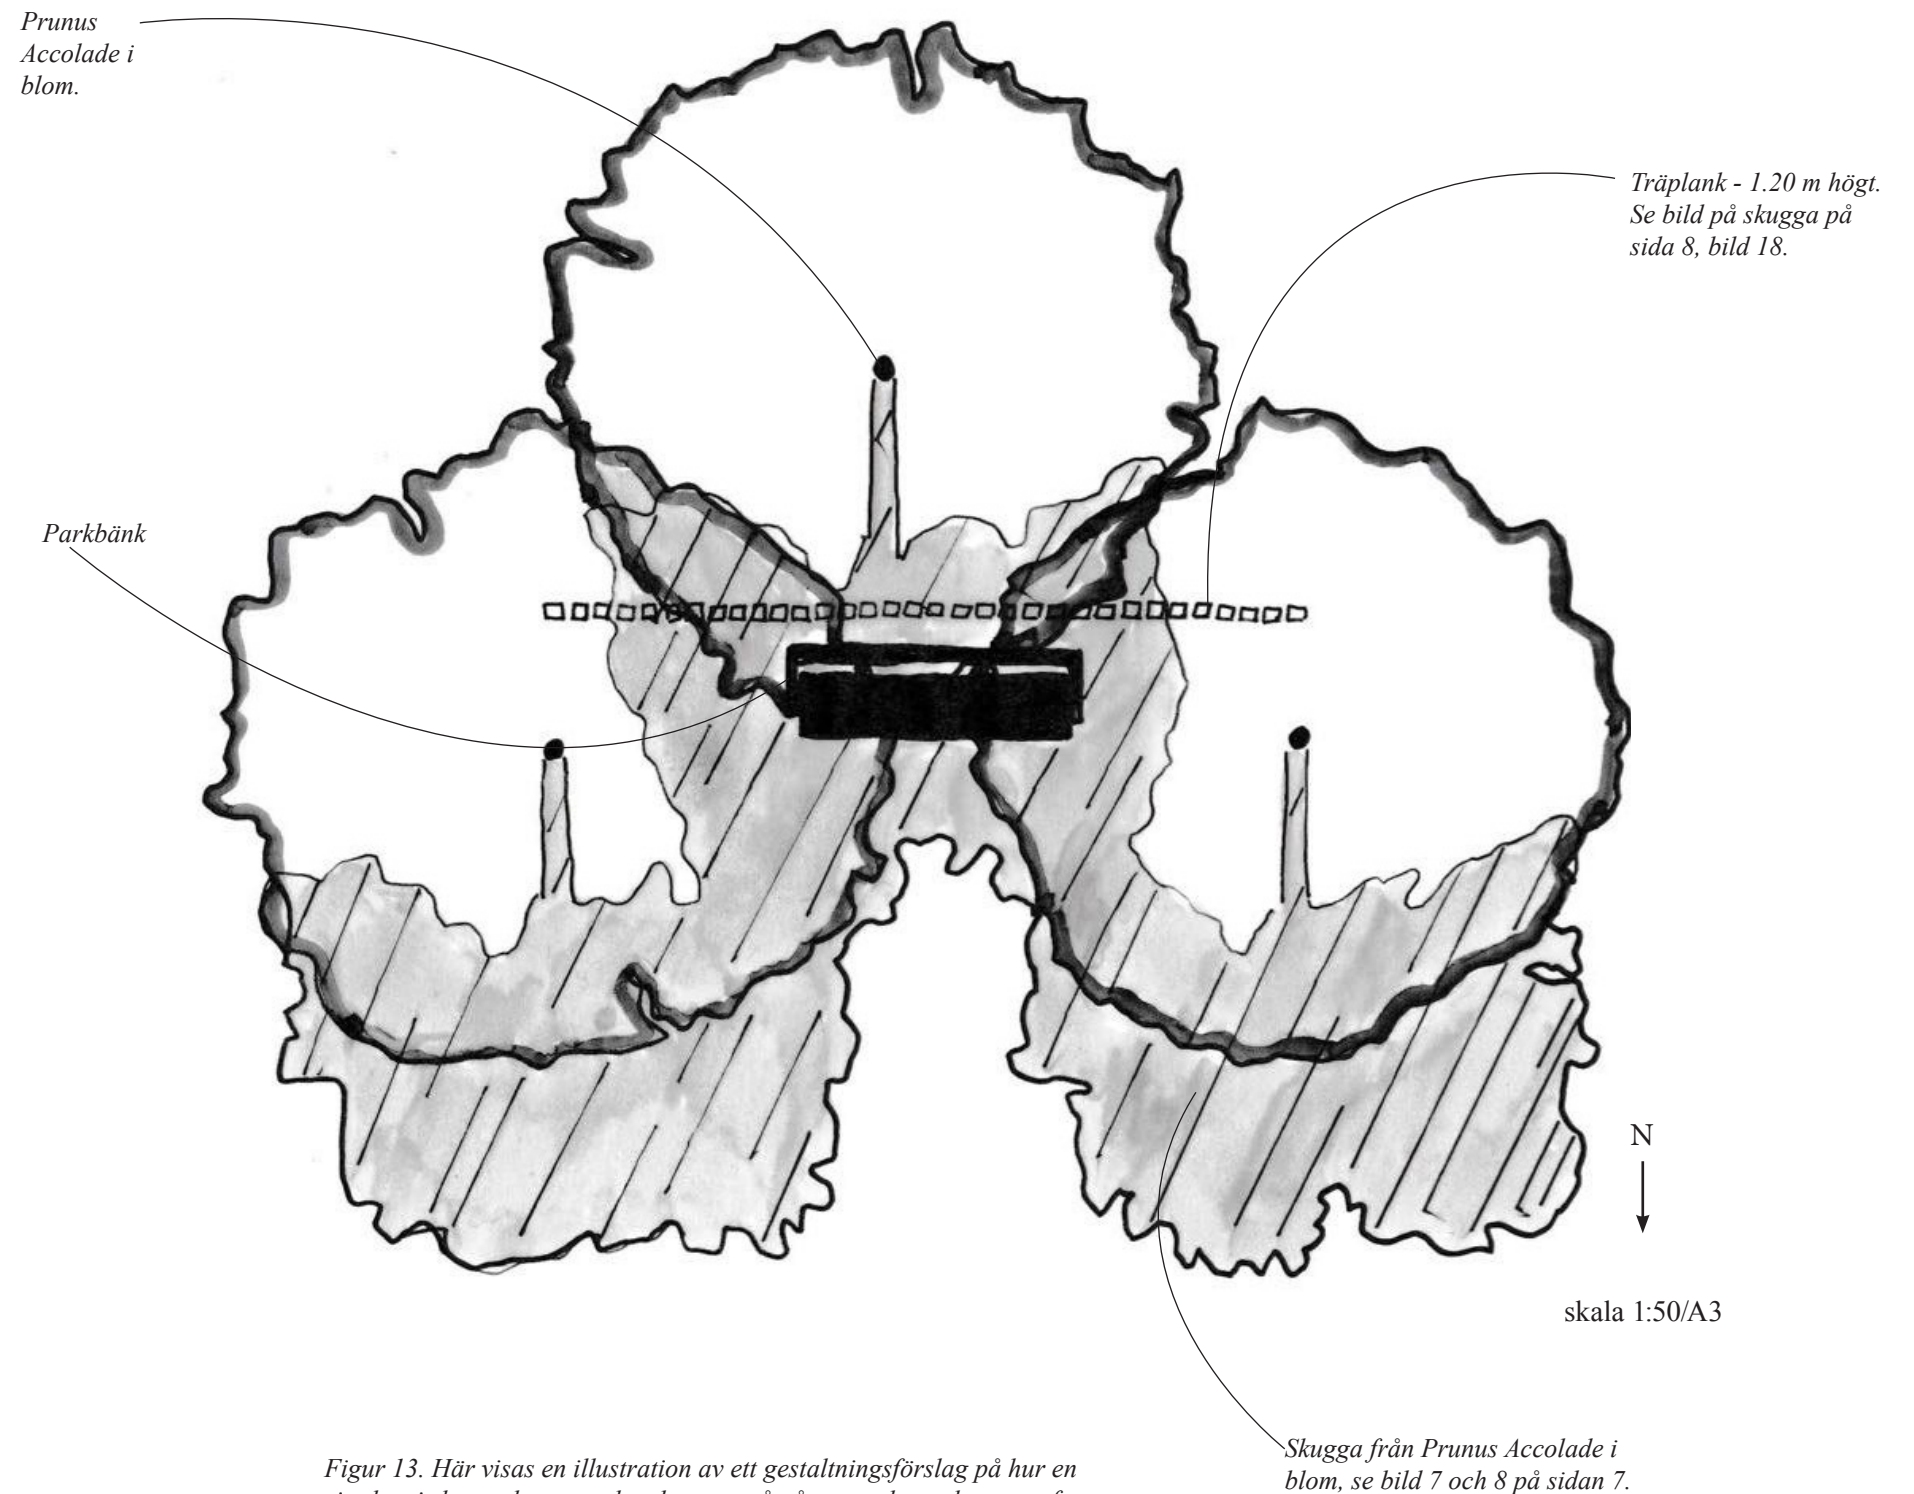 Prunus
Accolade i
blom.
Träplank - 1.20 m högt.
Se bild på skugga på
sida 8, bild 18.
Parkbänk
N
skala 1:50/A3
Skugga från Prunus Accolade i
blom, se bild 7 och 8 på sidan 7.
Figur 13. Här visas en illustration av ett gestaltningsförslag på hur en